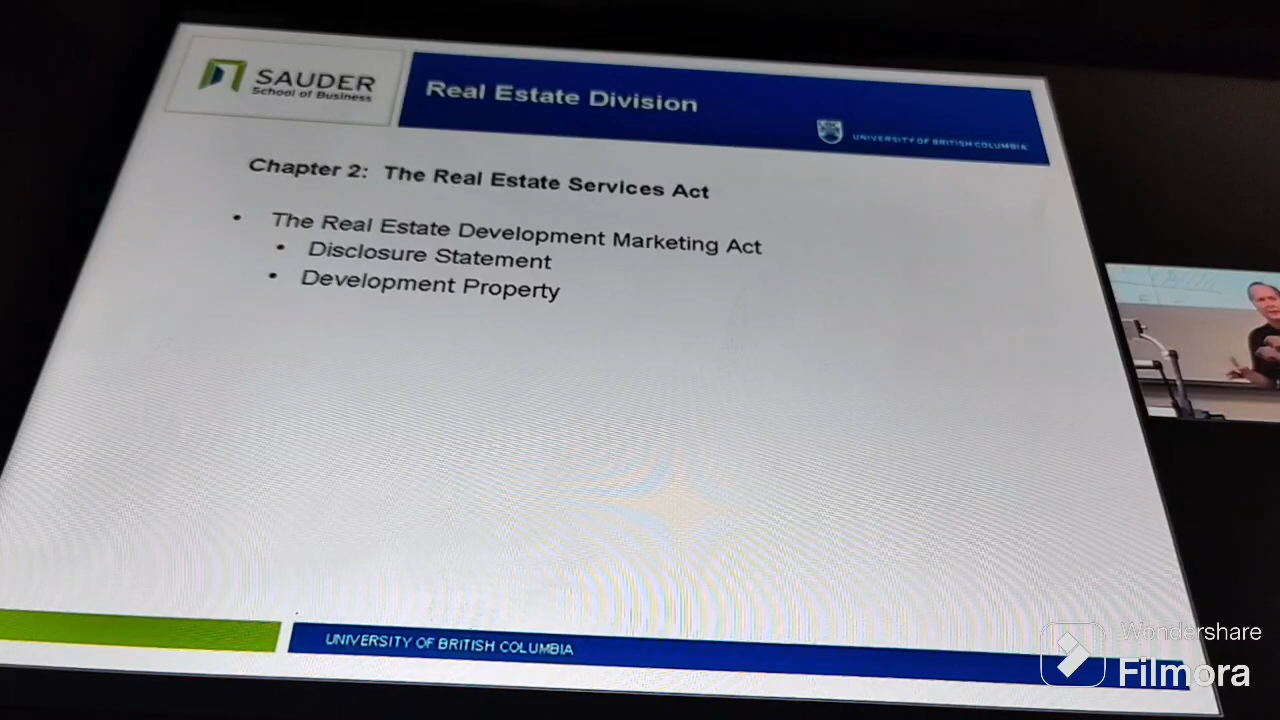 SAUDER
School of Business
Real Estate Division
UNIVERSITY OF BRITISH COLUMBIA
Chapter 2: The Real Estate Services Act
• The Real Estate Development Marketing Act
• Disclosure Statement
• Development Property
UNIVERSITY OF BRITISH COLUMBIA
Wondershare
Filmora